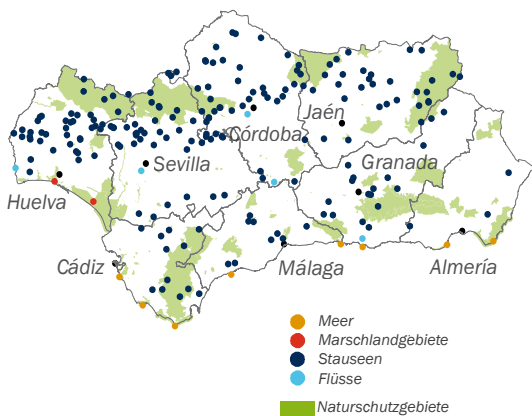 Jaén
Córdoba
Sevilla
Granada
Huelva
Cádiz
Málaga
Almería
Meer
Marschlandgebiete
Stauseen
Flüsse
Naturschutzgebiete